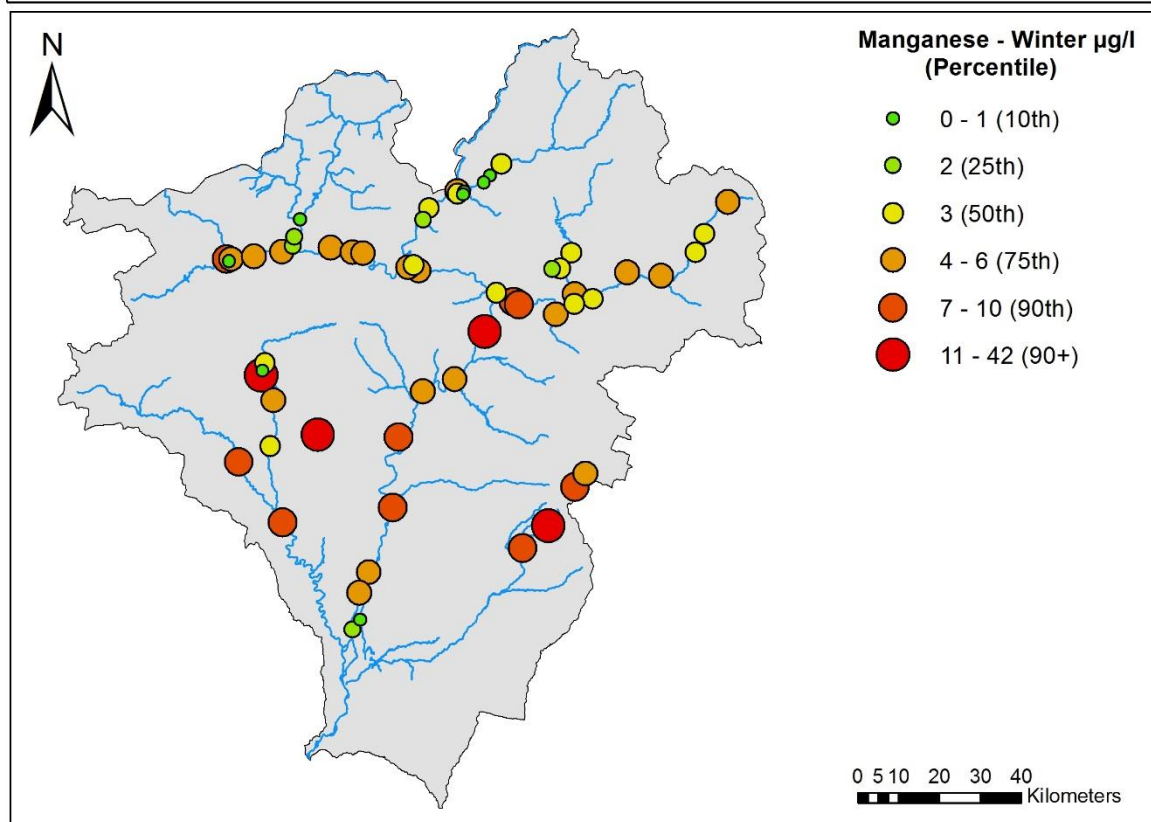 N
Manganese - Winter µg/l
(Percentile)
0 - 1 (10th)
2 (25th)
3 (50th)
4 - 6 (75th)
7 - 10 (90th)
11 - 42 (90+)
0 5 10 20 30 40
Kilometers